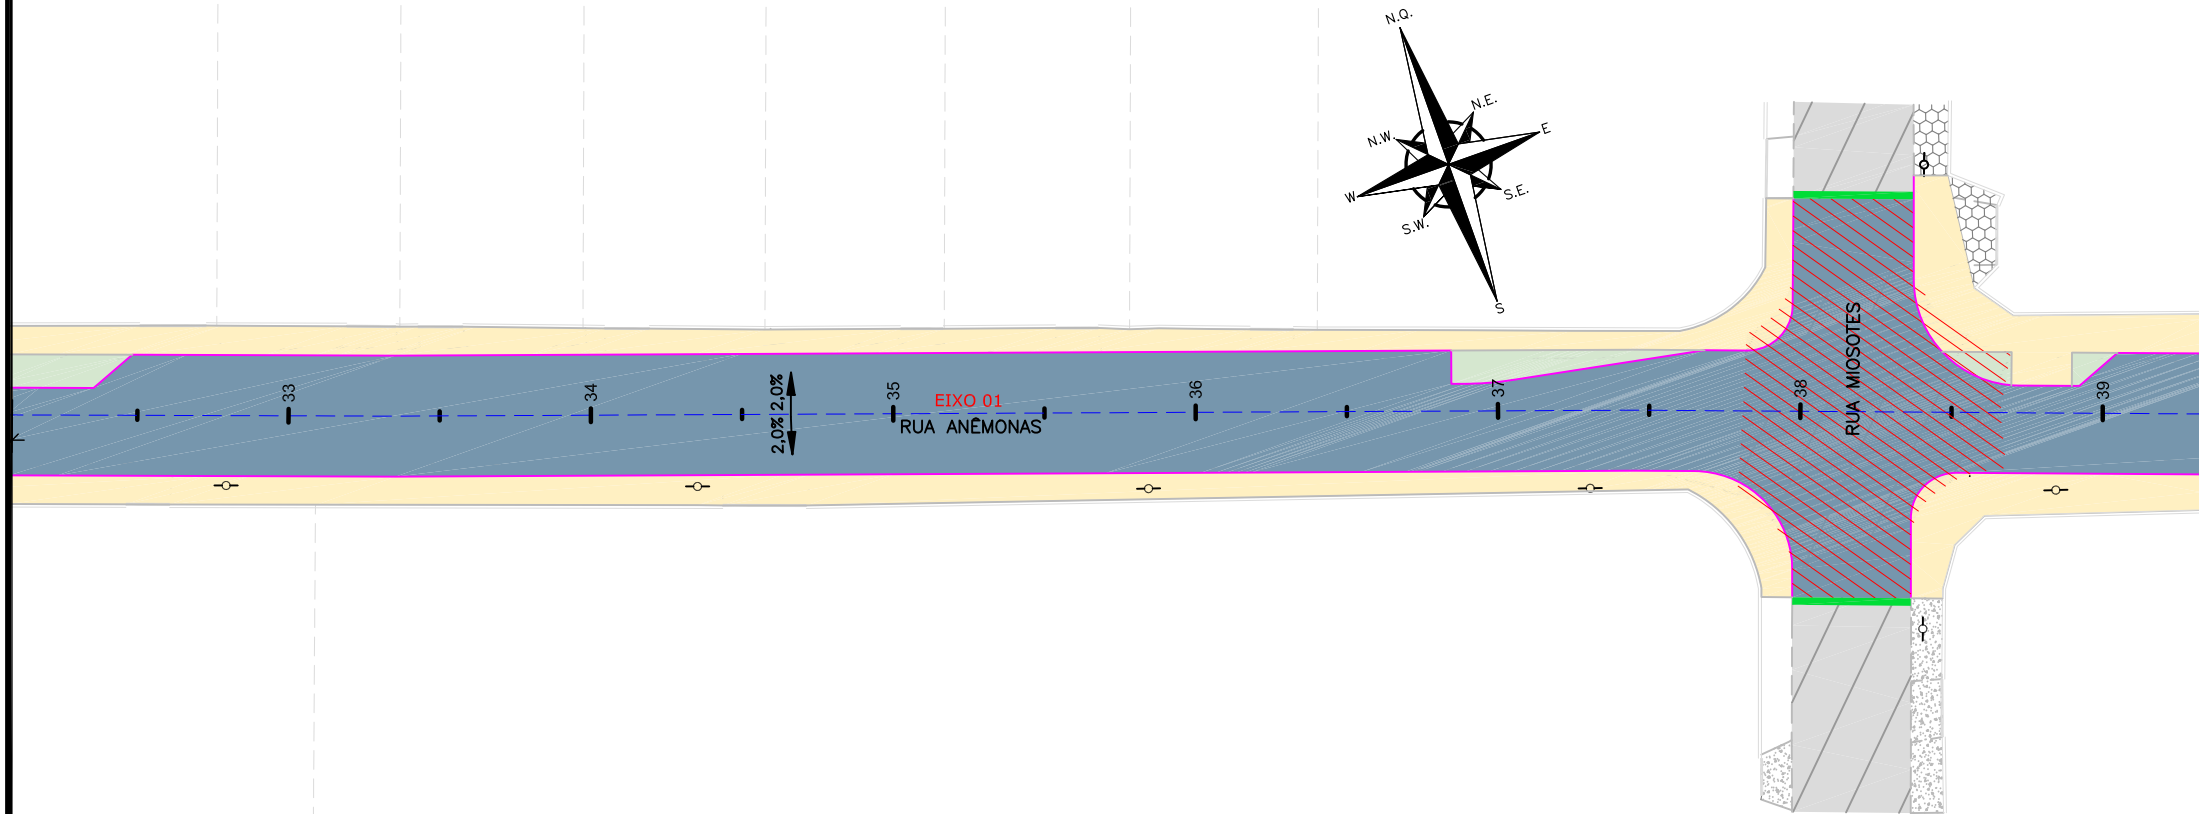 N.Q.
N.E.
E
N.W.
W
S.E.
S.W.
S
33
34
2,0% 2,0%
35
EIXO 01
RUA ANÊMONAS
36
37
38
RUA MIOSOTES
39